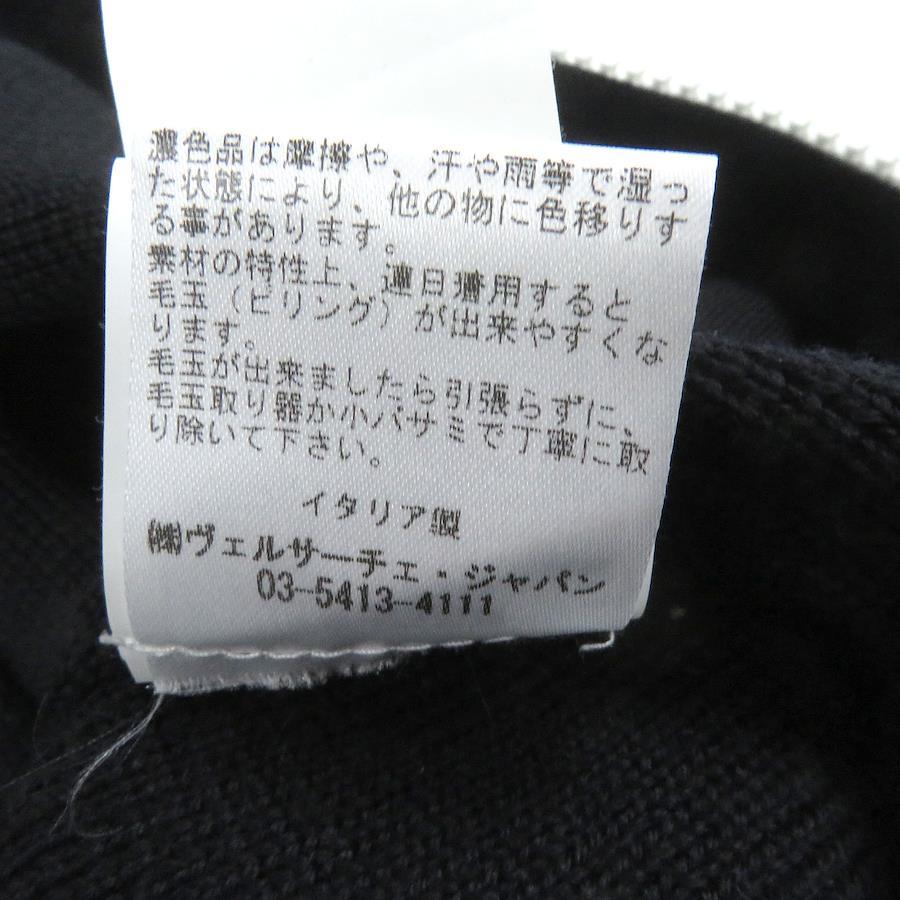 濃色品は摩擦や、汗や雨等で湿っ
た状態により、他の物に色移りす
る事があります。
素材の特性上、連日着用すると
毛玉(ピリング)が出来やすくな
ります。
毛玉が出来ましたら引張らずに、
毛玉取り器か小バサミで丁寧に取
り除いて下さい。
イタリア製
㈱ヴェルサーチェ・ジャパン
03-5413-4111